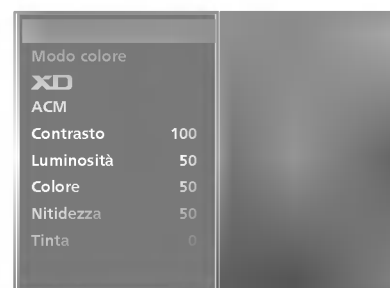 Modo colore
XD
ACM
Contrasto 100
Luminosità 50
Colore 50
Nitidezza 50
Tinta 0